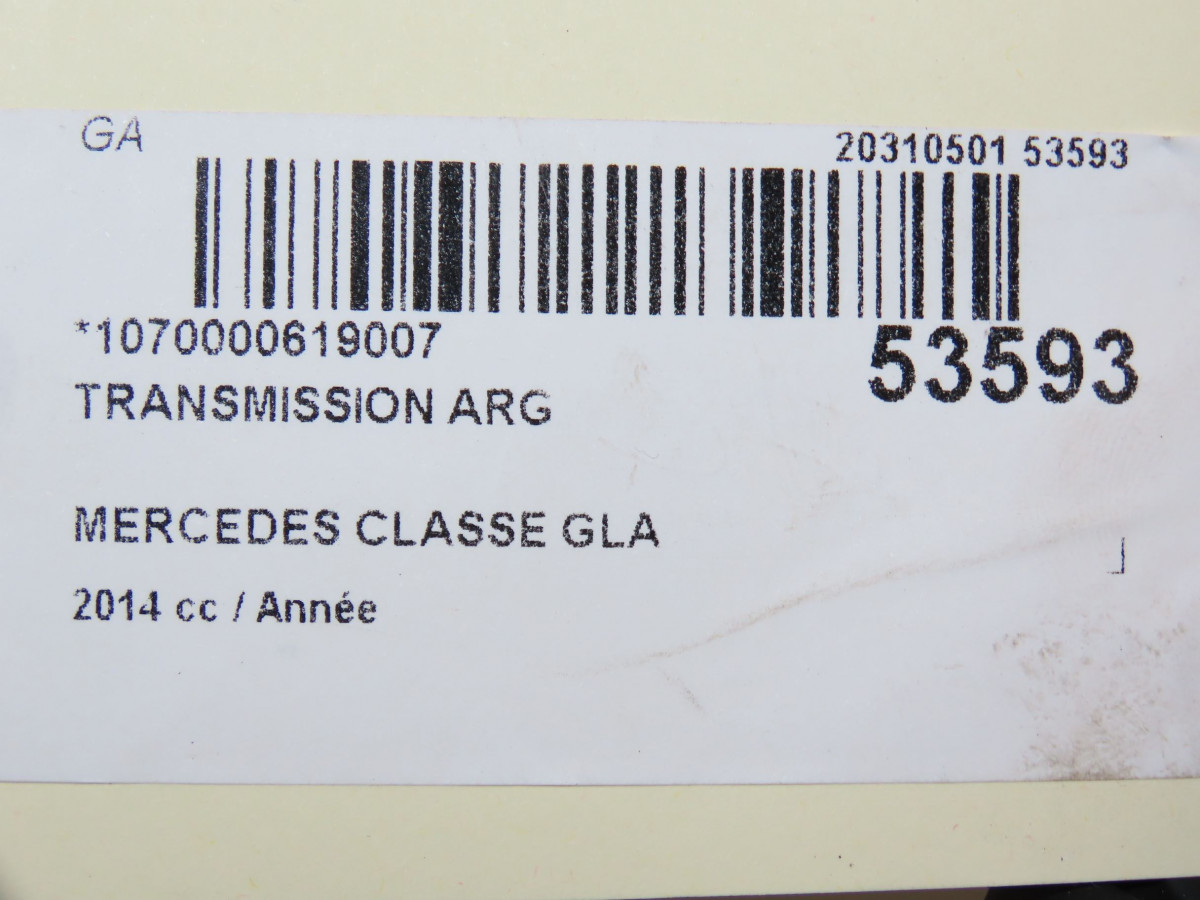 GA
20310501 53593
*1070000619007
53593
TRANSMISSION ARG
MERCEDES CLASSE GLA
2014 cc / Année